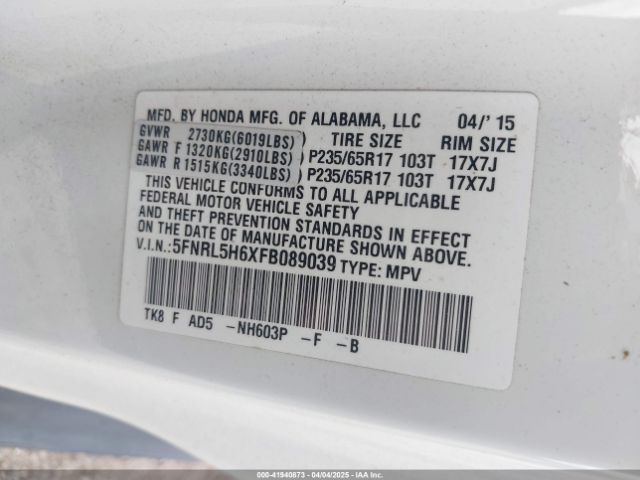 MFD. BY HONDA MFG. OF ALABAMA, LLC 04/' 15
GVWR 2730KG(6019LBS) TIRE SIZE RIM SIZE
GAWR F 1320KG(2910LBS) P235/65R17 103T 17X7J
GAWR R 1515KG(3340LBS) P235/65R17 103T 17X7J
THIS VEHICLE CONFORMS TO ALL APPLICABLE
FEDERAL MOTOR VEHICLE SAFETY
AND THEFT PREVENTION STANDARDS IN EFFECT
ON THE DATE OF MANUFACTURE SHOWN ABOVE.
V.I.N.:5FNRL5H6XFB089039 TYPE: MPV
TK8 F AD5 -NH603P -F -B
000-41940873 - 04/04/2025 - IAA Inc.